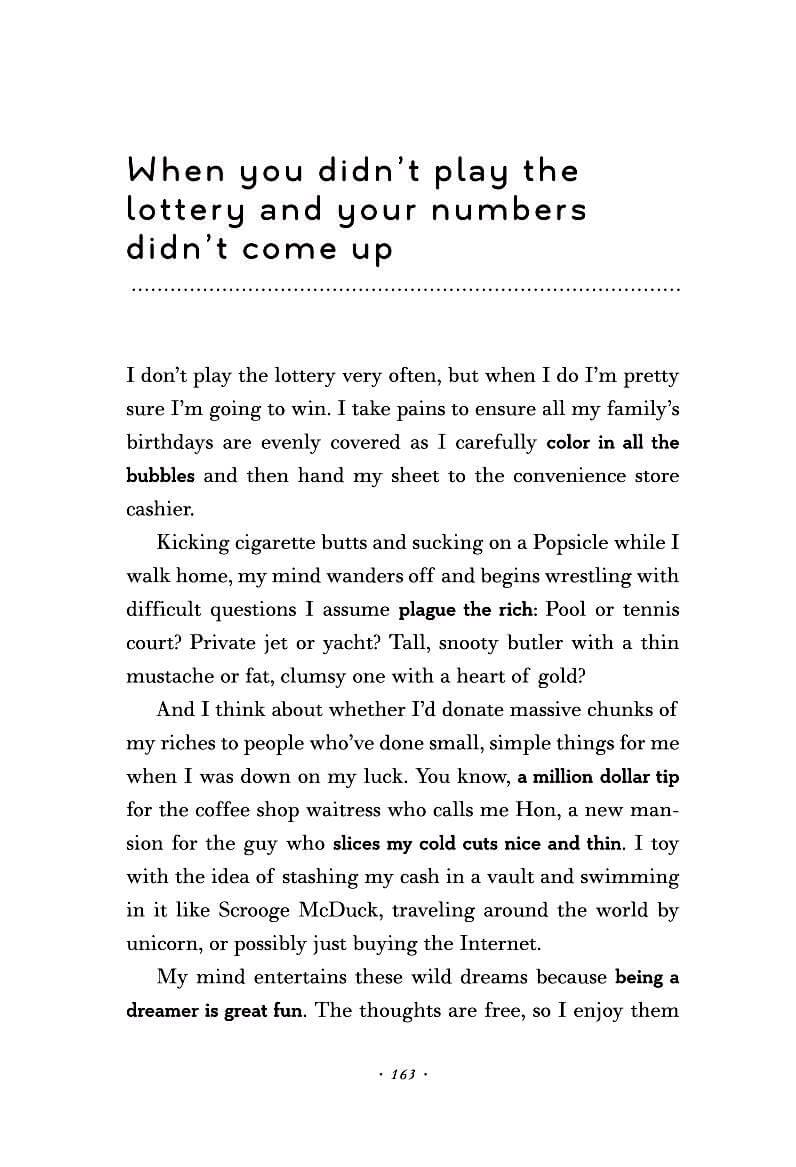 When you didn’t play the
lottery and your numbers
didn’t come up
I don’t play the lottery very often, but when I do I’m pretty
sure I’m going to win. I take pains to ensure all my family’s
birthdays are evenly covered as I carefully color in all the
bubbles and then hand my sheet to the convenience store
cashier.
Kicking cigarette butts and sucking on a Popsicle while I
walk home, my mind wanders off and begins wrestling with
difficult questions I assume plague the rich: Pool or tennis
court? Private jet or yacht? Tall, snooty butler with a thin
mustache or fat, clumsy one with a heart of gold?
And I think about whether I’d donate massive chunks of
my riches to people who’ve done small, simple things for me
when I was down on my luck. You know, a million dollar tip
for the coffee shop waitress who calls me Hon, a new man-
sion for the guy who slices my cold cuts nice and thin. I toy
with the idea of stashing my cash in a vault and swimming
in it like Scrooge McDuck, traveling around the world by
unicorn, or possibly just buying the Internet.
My mind entertains these wild dreams because being a
dreamer is great fun. The thoughts are free, so I enjoy them
· 163 ·